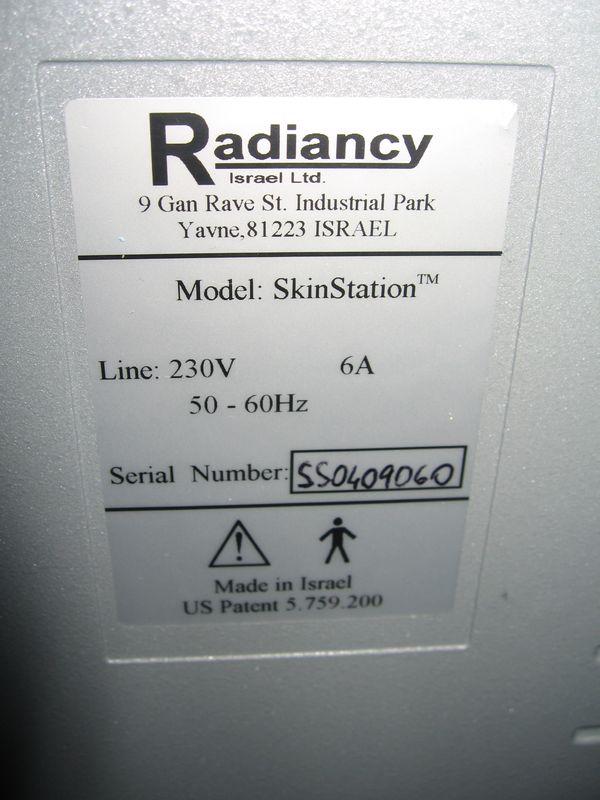 Radiancy
Israel Ltd.
9 Gan Rave St. Industrial Park
Yavne,81223 ISRAEL
Model: SkinStation™
Line: 230V 6A
50 - 60Hz
Serial Number: SS0409060
Made in Israel
US Patent 5.759.200